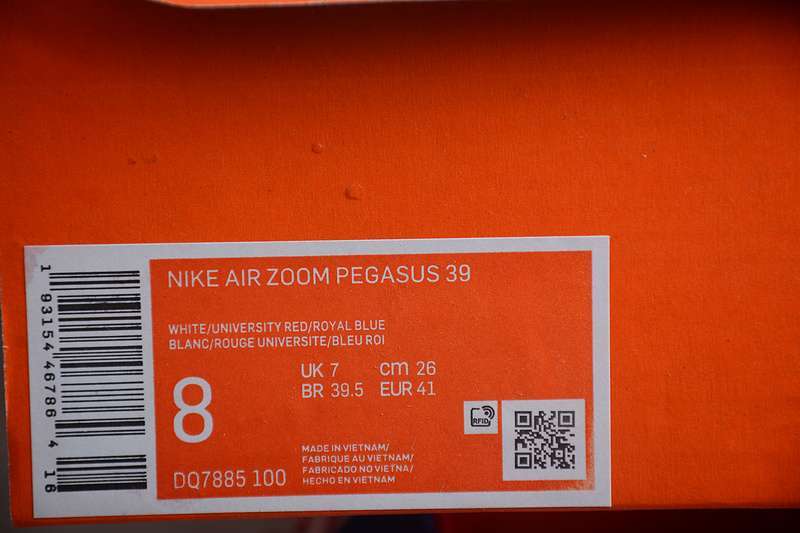 NIKE AIR ZOOM PEGASUS 39
WHITE/UNIVERSITY RED/ROYAL BLUE
BLANC/ROUGE UNIVERSITE/BLEU ROI
8
UK 7 cm 26
BR 39.5 EUR 41
RFID
MADE IN VIETNAM/
FABRIQUE AU VIETNAM/
FABRICADO NO VIETNA/
HECHO EN VIETNAM
DQ7885 100
1 93154 46786 4 16